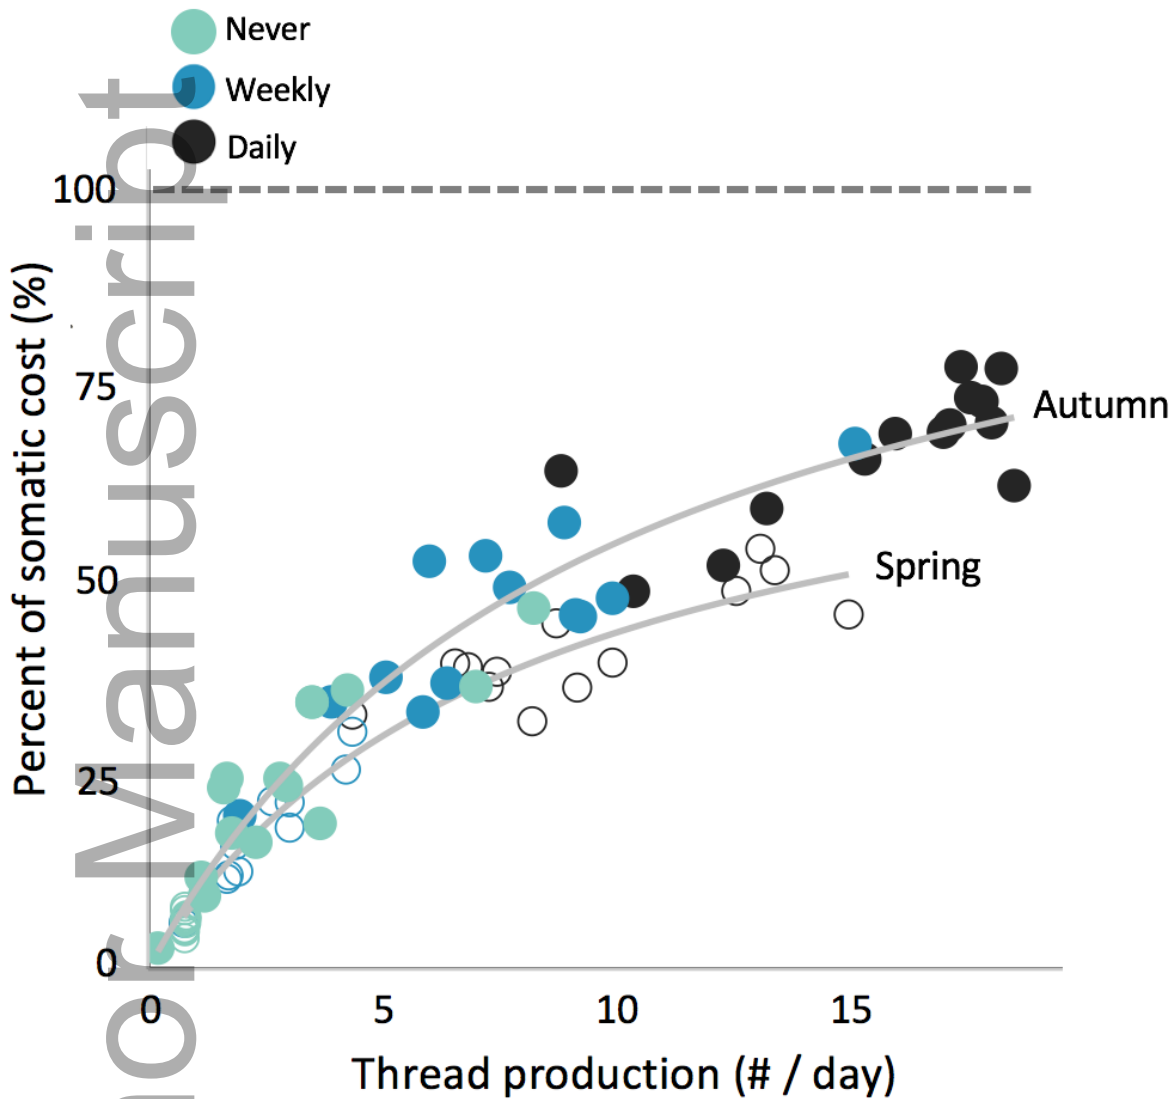 Never
Weekly
Daily
100
75
50
25
0
Percent of somatic cost (%)
Autumn
Spring
0 5 10 15
Thread production (# / day)
or Manuscript